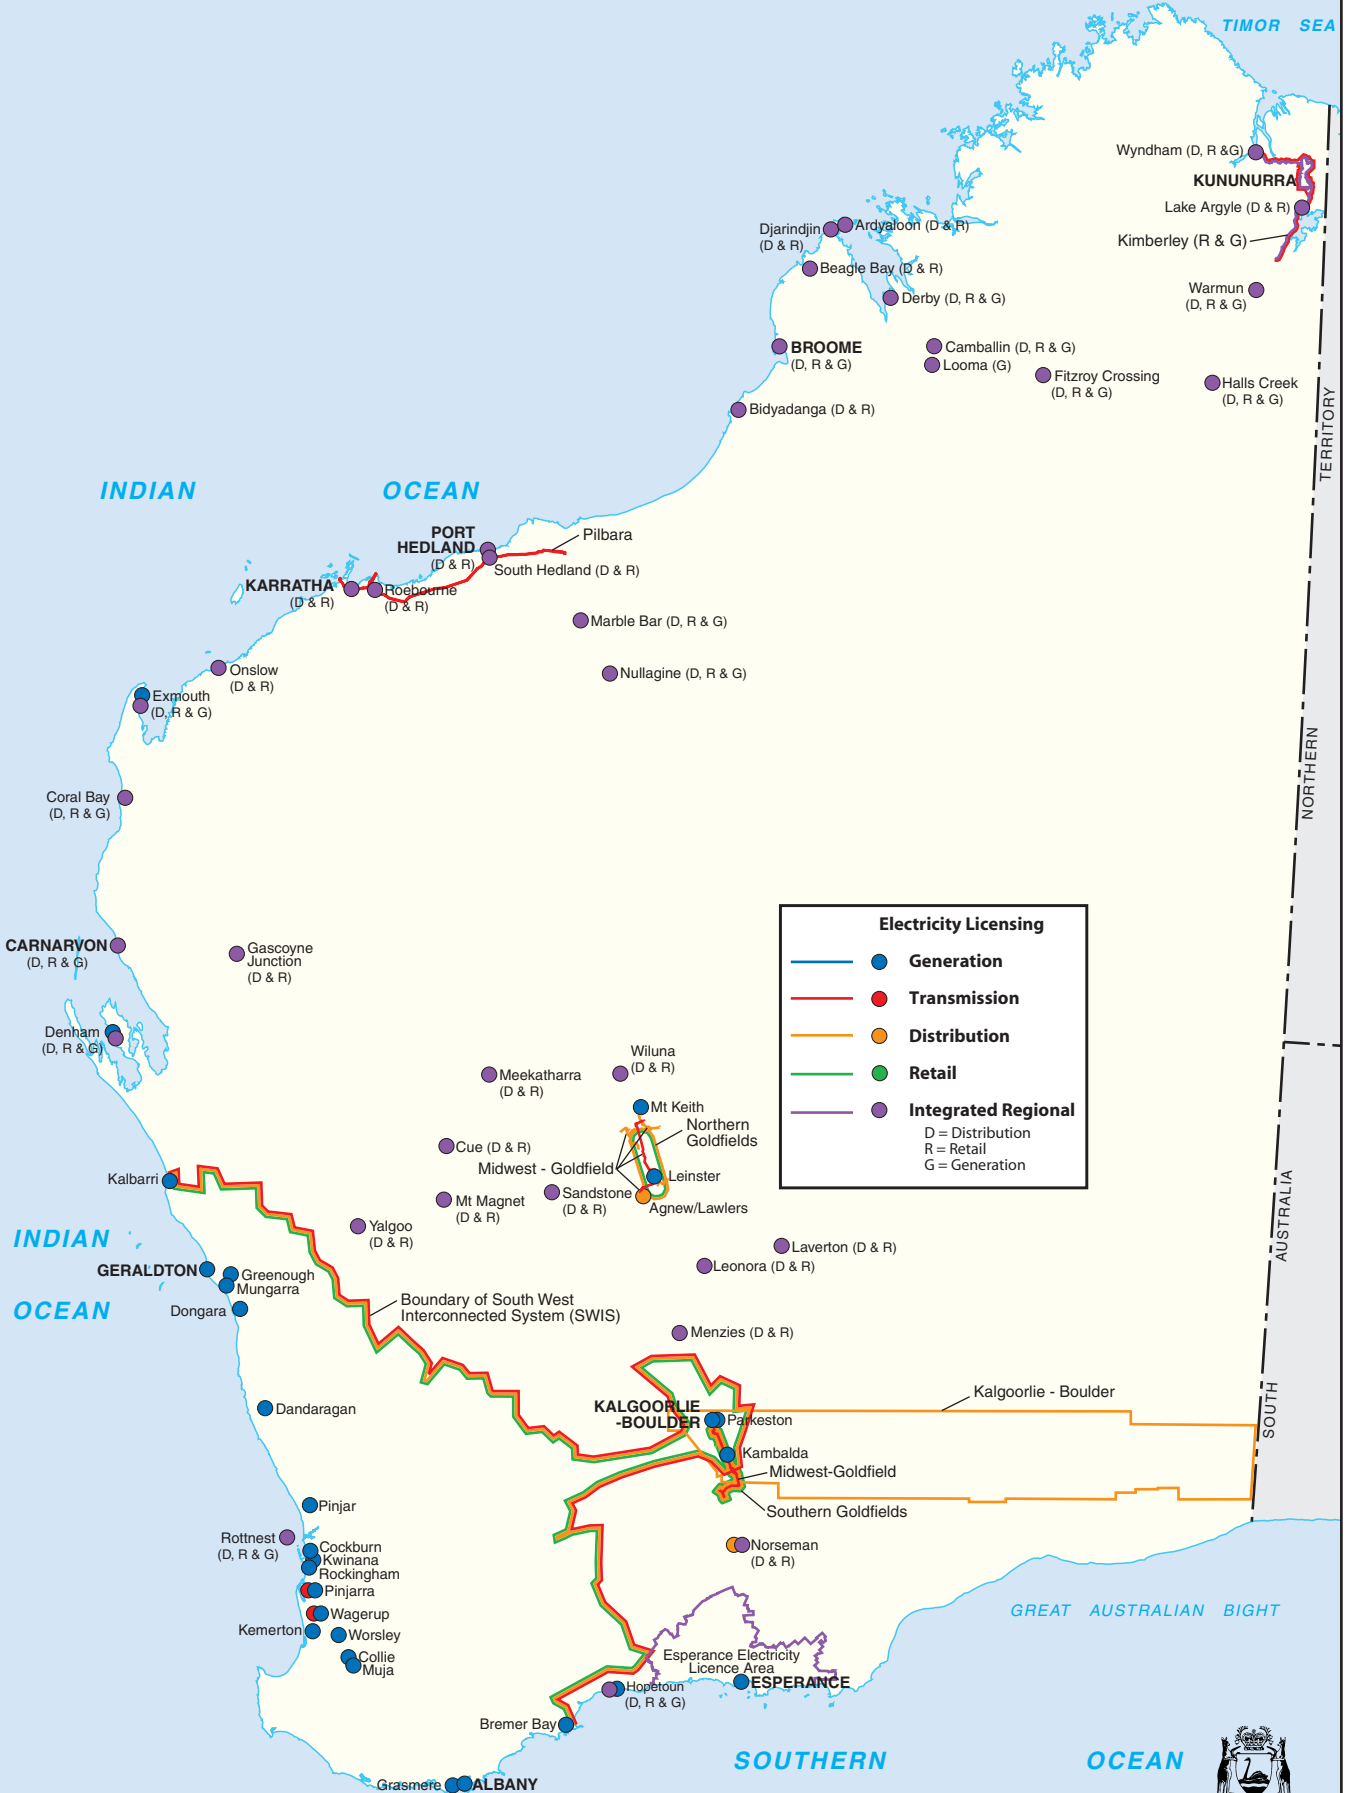 TIMOR SEA
Wyndham (D, R &G)
KUNUNURRA
Lake Argyle (D & R)
Kimberley (R & G)
Djarindjin
(D & R)
Ardyaloon (D & R)
Beagle Bay (D & R)
Derby (D, R & G)
Warmun
(D, R & G)
BROOME
(D, R & G)
Camballin (D, R & G)
Looma (G)
Fitzroy Crossing
(D, R & G)
Halls Creek
(D, R & G)
Bidyadanga (D & R)
TERRITORY
INDIAN OCEAN
PORT
HEDLAND
(D & R)
Pilbara
South Hedland (D & R)
KARRATHA
(D & R)
Roebourne
(D & R)
Marble Bar (D, R & G)
Onslow
(D & R)
Nullagine (D, R & G)
Exmouth
(D, R & G)
NORTHERN
Coral Bay
(D, R & G)
CARNARVON
(D, R & G)
Gascoyne
Junction
(D & R)
Electricity Licensing
Generation
Transmission
Distribution
Retail
Integrated Regional
D = Distribution
R = Retail
G = Generation
Denham
(D, R & G)
Meekatharra
(D & R)
Wiluna
(D & R)
Mt Keith
Northern
Goldfields
Cue (D & R)
Midwest - Goldfield
Leinster
Kalbarri
Mt Magnet
(D & R)
Sandstone
(D & R)
Agnew/Lawlers
Yalgoo
(D & R)
AUSTRALIA
INDIAN
OCEAN
Laverton (D & R)
Leonora (D & R)
GERALDTON
Greenough
Mungarra
Dongara
Boundary of South West
Interconnected System (SWIS)
Menzies (D & R)
SOUTH
Kalgoorlie - Boulder
Dandaragan
KALGOORLIE
-BOULDER
Parkeston
Kambalda
Midwest-Goldfield
Southern Goldfields
Pinjar
Rottnest
(D, R & G)
Cockburn
Kwinana
Rockingham
Norseman
(D & R)
Pinjarra
Wagerup
Kemerton
Worsley
Collie
Muja
GREAT AUSTRALIAN BIGHT
Esperance Electricity
Licence Area
ESPERANCE
Hopetoun
(D, R & G)
Bremer Bay
SOUTHERN OCEAN
Grasmere
ALBANY